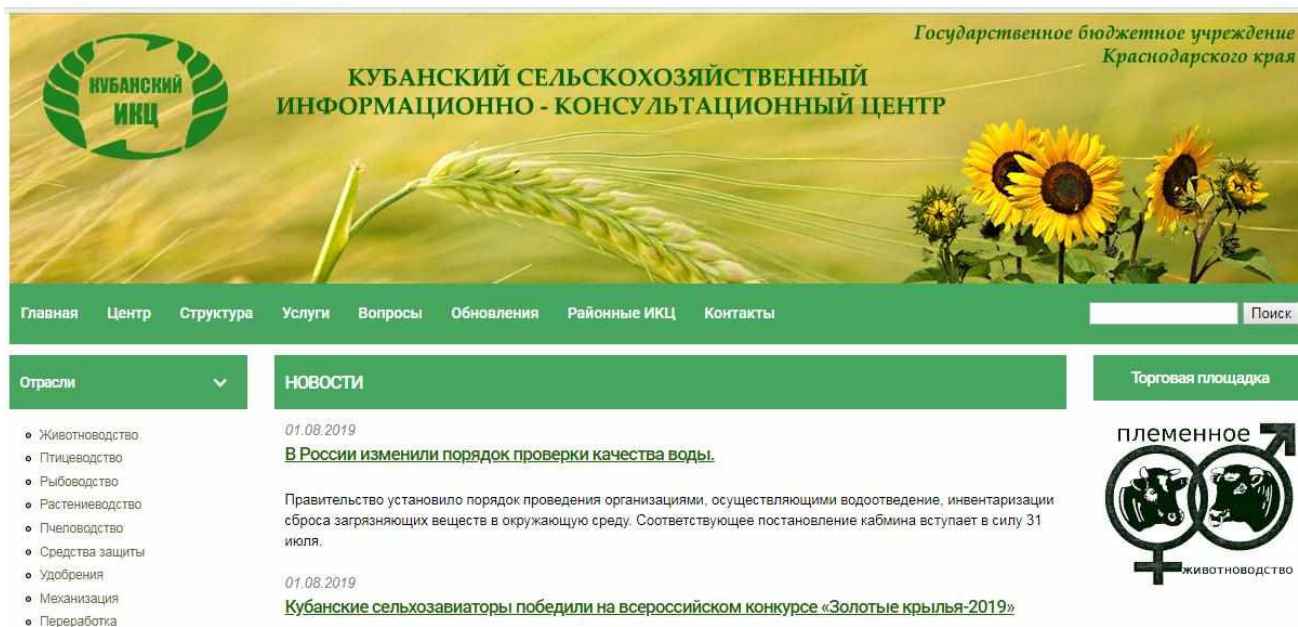 Государственное бюджетное учреждение
Краснодарского края
КУБАНСКИЙ
ИКЦ
КУБАНСКИЙ СЕЛЬСКОХОЗЯЙСТВЕННЫЙ
ИНФОРМАЦИОННО - КОНСУЛЬТАЦИОННЫЙ ЦЕНТР
Главная Центр Структура Услуги Вопросы Обновления Районные ИКЦ Контакты Поиск
Отрасли
Животноводство
Птицеводство
Рыбоводство
Растениеводство
Пчеловодство
Средства защиты
Удобрения
Механизация
Переработка
НОВОСТИ
01.08.2019
В России изменили порядок проверки качества воды.
Правительство установило порядок проведения организациями, осуществляющими водоотведение, инвентаризации
сброса загрязняющих веществ в окружающую среду. Соответствующее постановление кабмина вступает в силу 31
июля.
01.08.2019
Кубанские сельхозавиаторы победили на всероссийском конкурсе «Золотые крылья-2019»
Торговая площадка
племенное
животноводство